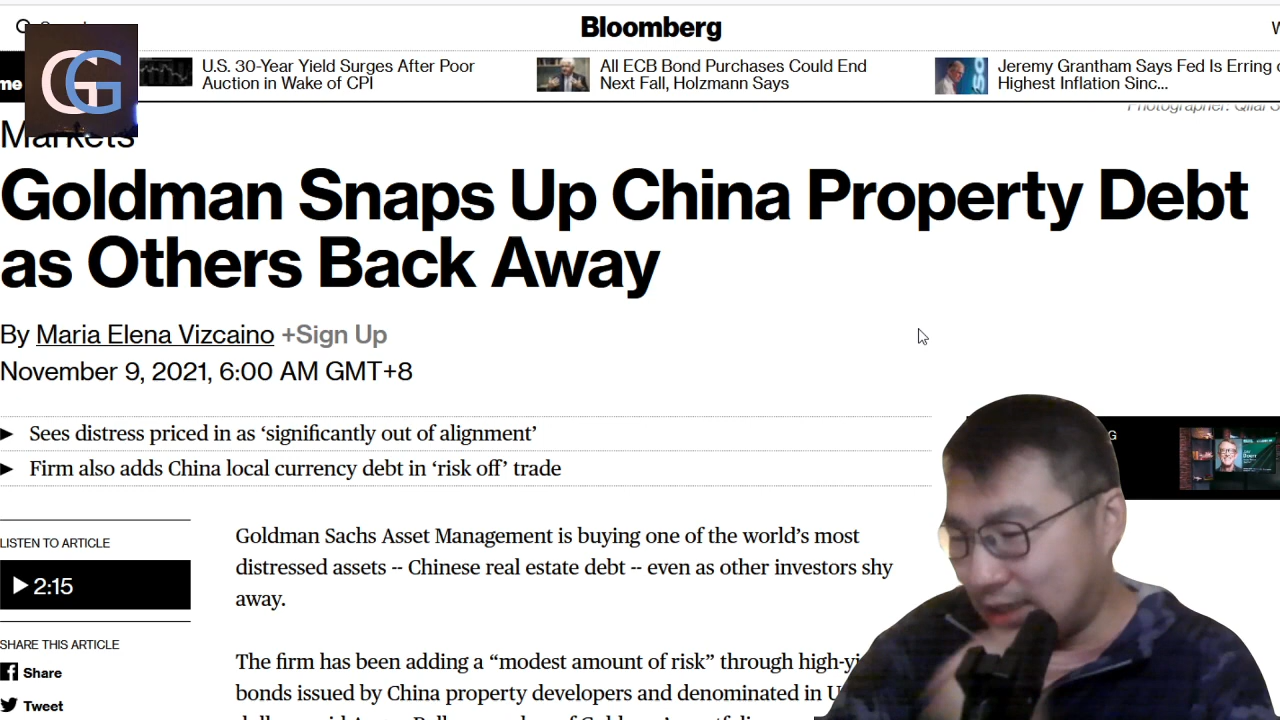 Bloomberg
me
U.S. 30-Year Yield Surges After Poor
Auction in Wake of CPI
All ECB Bond Purchases Could End
Next Fall, Holzmann Says
Jeremy Grantham Says Fed Is Erring
Highest Inflation Sinc...
GG
Markets
Goldman Snaps Up China Property Debt
as Others Back Away
By Maria Elena Vizcaino +Sign Up
November 9, 2021, 6:00 AM GMT+8
Sees distress priced in as ‘significantly out of alignment’
Firm also adds China local currency debt in ‘risk off’ trade
G
LISTEN TO ARTICLE
2:15
SHARE THIS ARTICLE
Share
Tweet
Goldman Sachs Asset Management is buying one of the world’s most
distressed assets -- Chinese real estate debt -- even as other investors shy
away.
The firm has been adding a “modest amount of risk” through
bonds issued by China property developers and denominated in